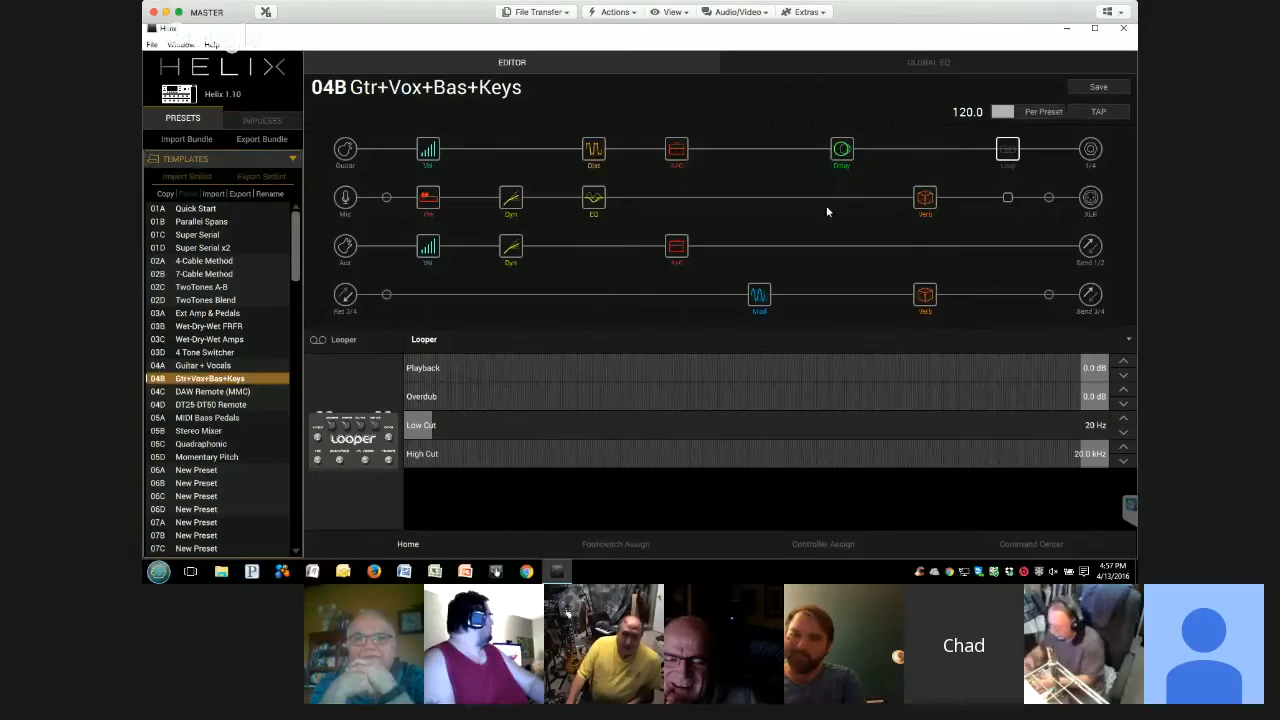 MASTER
File Transfer
Actions
View
Audio/Video
Extras
Helix
File Window Help
HELIX
Helix 1.10
PRESETS
IMPULSES
Import Bundle
Export Bundle
TEMPLATES
Import Setlist
Export Setlist
Copy Paste Import Export Rename
01A Quick Start
01B Parallel Spans
01C Super Serial
01D Super Serial x2
02A 4-Cable Method
02B 7-Cable Method
02C TwoTones A-B
02D TwoTones Blend
03A Ext Amp & Pedals
03B Wet-Dry-Wet FRFR
03C Wet-Dry-Wet Amps
03D 4 Tone Switcher
04A Guitar + Vocals
04B Gtr+Vox+Bas+Keys
04C DAW Remote (MMC)
04D DT25-DT50 Remote
05A MIDI Bass Pedals
05B Stereo Mixer
05C Quadraphonic
05D Momentary Pitch
06A New Preset
06B New Preset
06C New Preset
06D New Preset
07A New Preset
07B New Preset
07C New Preset
EDITOR
GLOBAL EQ
04B Gtr+Vox+Bas+Keys
Save
120.0
Per Preset
TAP
Guitar Vol Dist A+C Delay Loop 1/4
Mic Pre Dyn EQ Verb XLR
Aux Vol Dyn A+C Send 1/2
Ret 3/4 Mod Verb Send 3/4
Looper
Looper
Playback 0.0 dB
Overdub 0.0 dB
Low Cut 20 Hz
High Cut 20.0 kHz
LOOPER
Home
Footswitch Assign
Controller Assign
Command Center
4:57 PM
4/13/2016
Chad